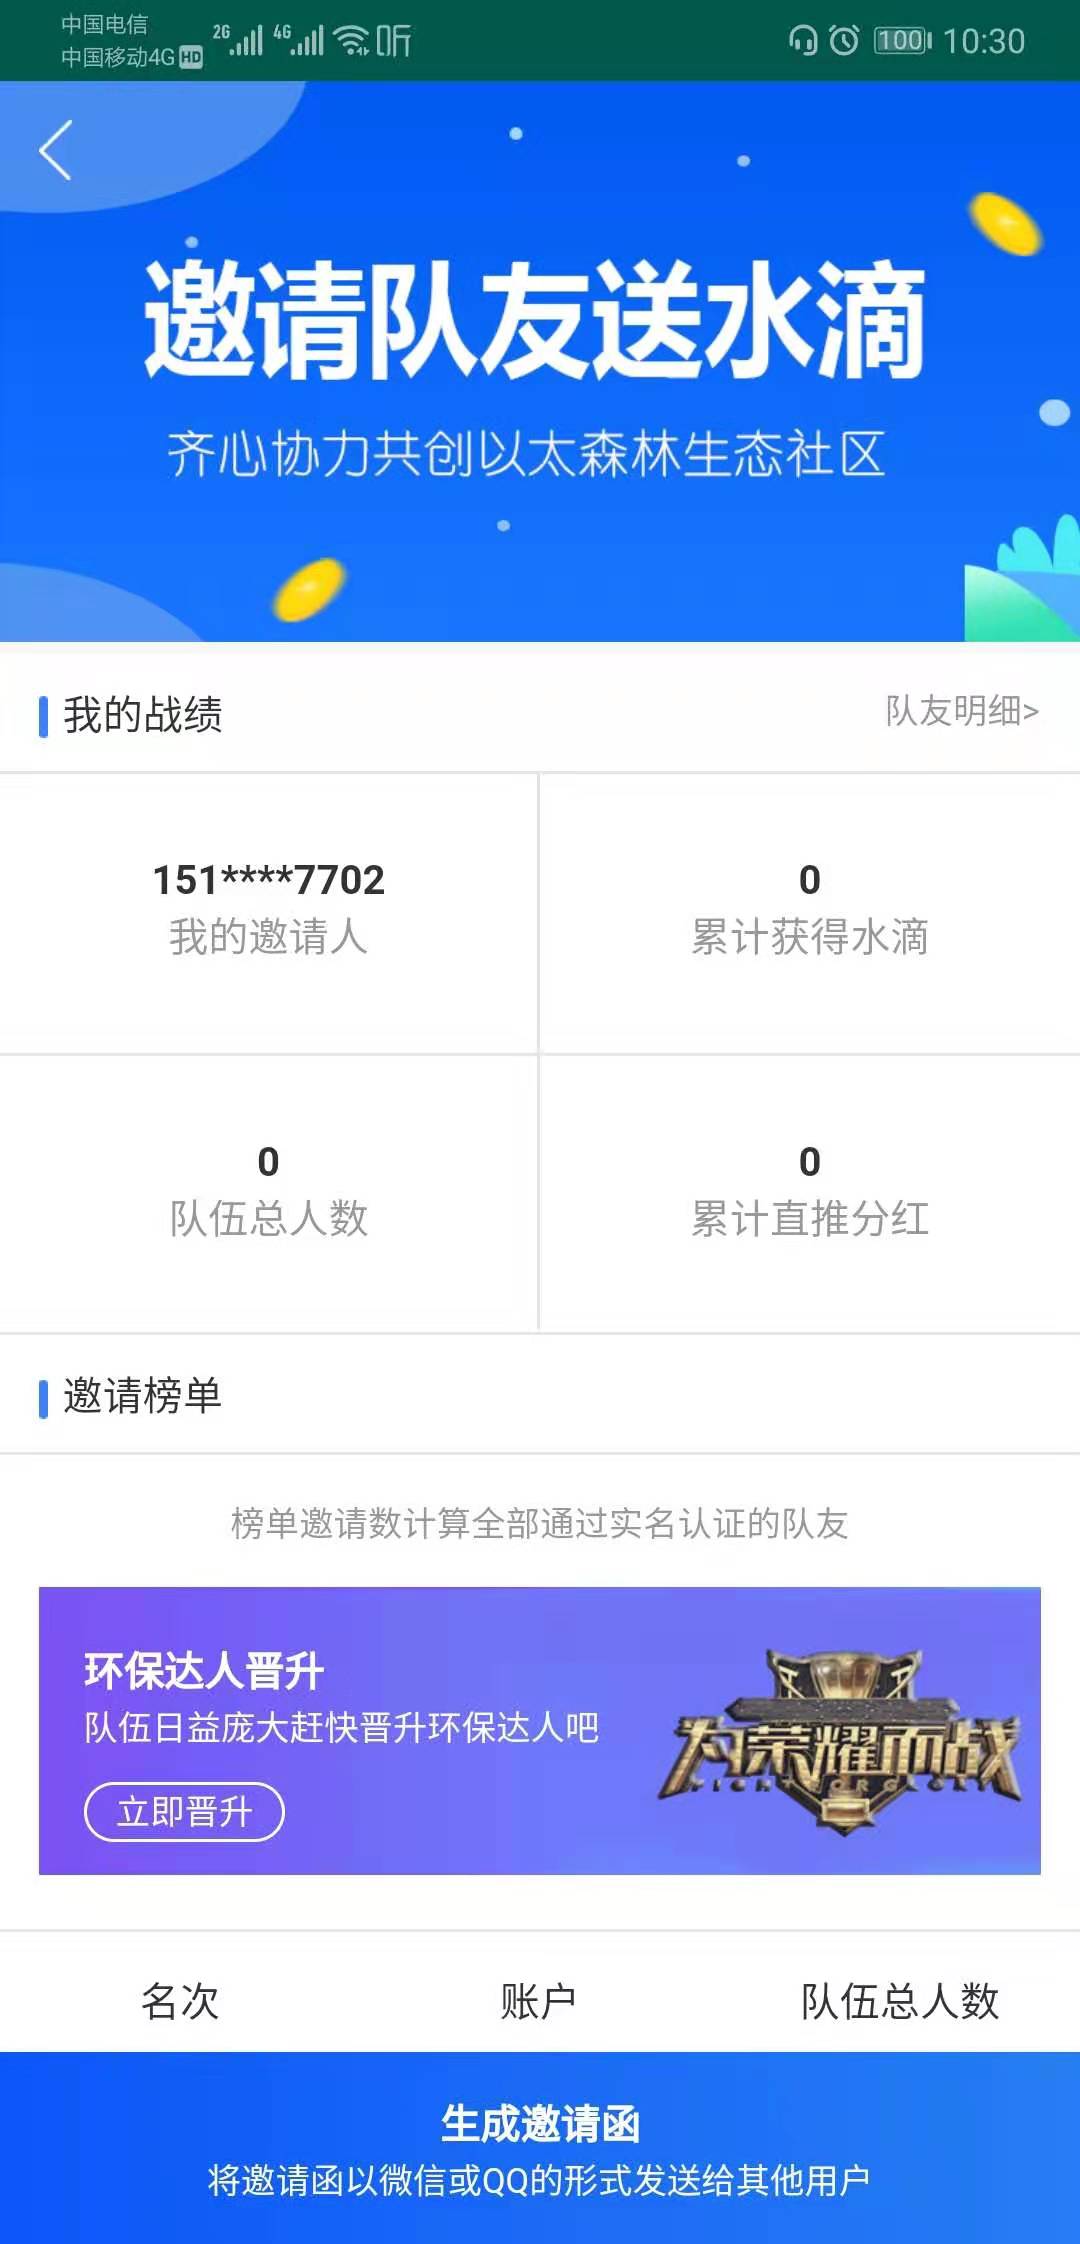 中国电信
中国移动4G HD
2G 4G 听
100 10:30
邀请队友送水滴
齐心协力共创以太森林生态社区
我的战绩
队友明细>
151****7702
我的邀请人
0
累计获得水滴
0
队伍总人数
0
累计直推分红
邀请榜单
榜单邀请数计算全部通过实名认证的队友
环保达人晋升
队伍日益庞大赶快晋升环保达人吧
立即晋升
为荣耀而战
FIGHT FOR GLORY
名次 账户 队伍总人数
生成邀请函
将邀请函以微信或QQ的形式发送给其他用户